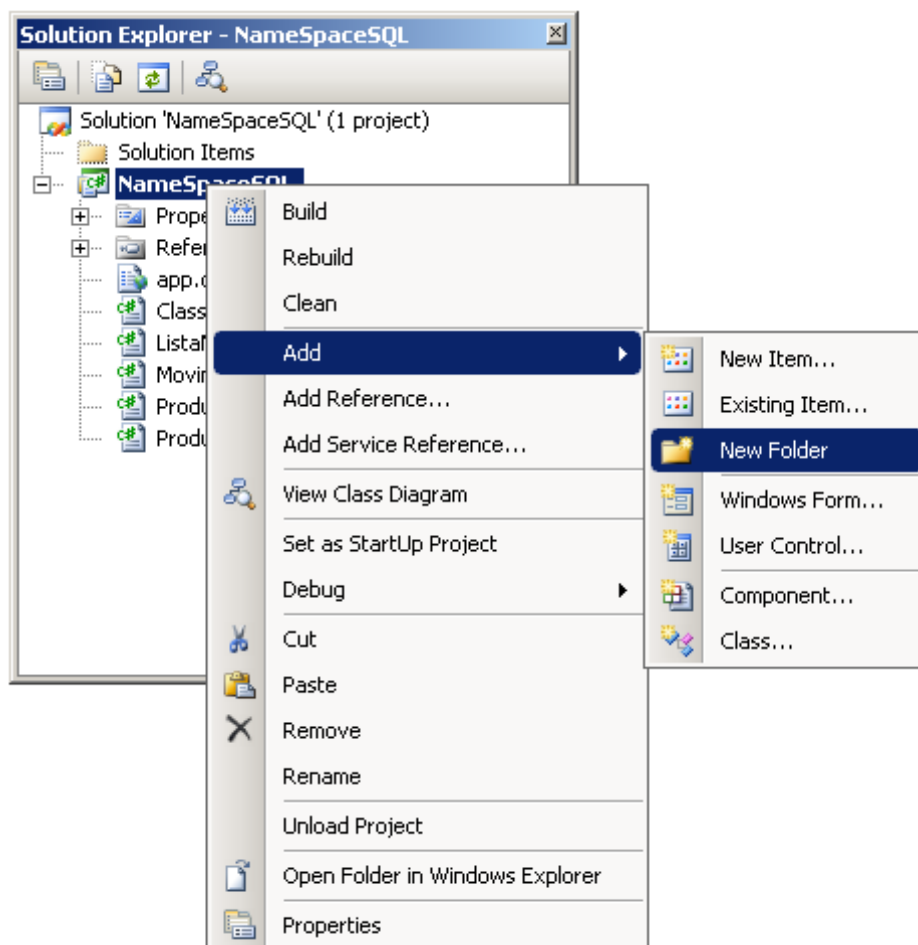 Solution Explorer - NameSpaceSQL
Solution 'NameSpaceSQL' (1 project)
Solution Items
NameSpaceSQL
Build
Rebuild
Clean
Add
Add Reference...
Add Service Reference...
View Class Diagram
Set as StartUp Project
Debug
Cut
Paste
Remove
Rename
Unload Project
Open Folder in Windows Explorer
Properties
New Item...
Existing Item...
New Folder
Windows Form...
User Control...
Component...
Class...